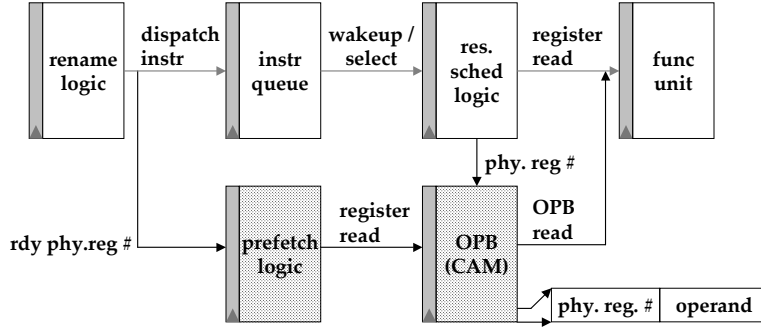 rename
logic
dispatch
instr
instr
queue
wakeup /
select
res.
sched
logic
register
read
func
unit
phy. reg #
rdy phy.reg #
prefetch
logic
register
read
OPB
(CAM)
OPB
read
phy. reg. #
operand